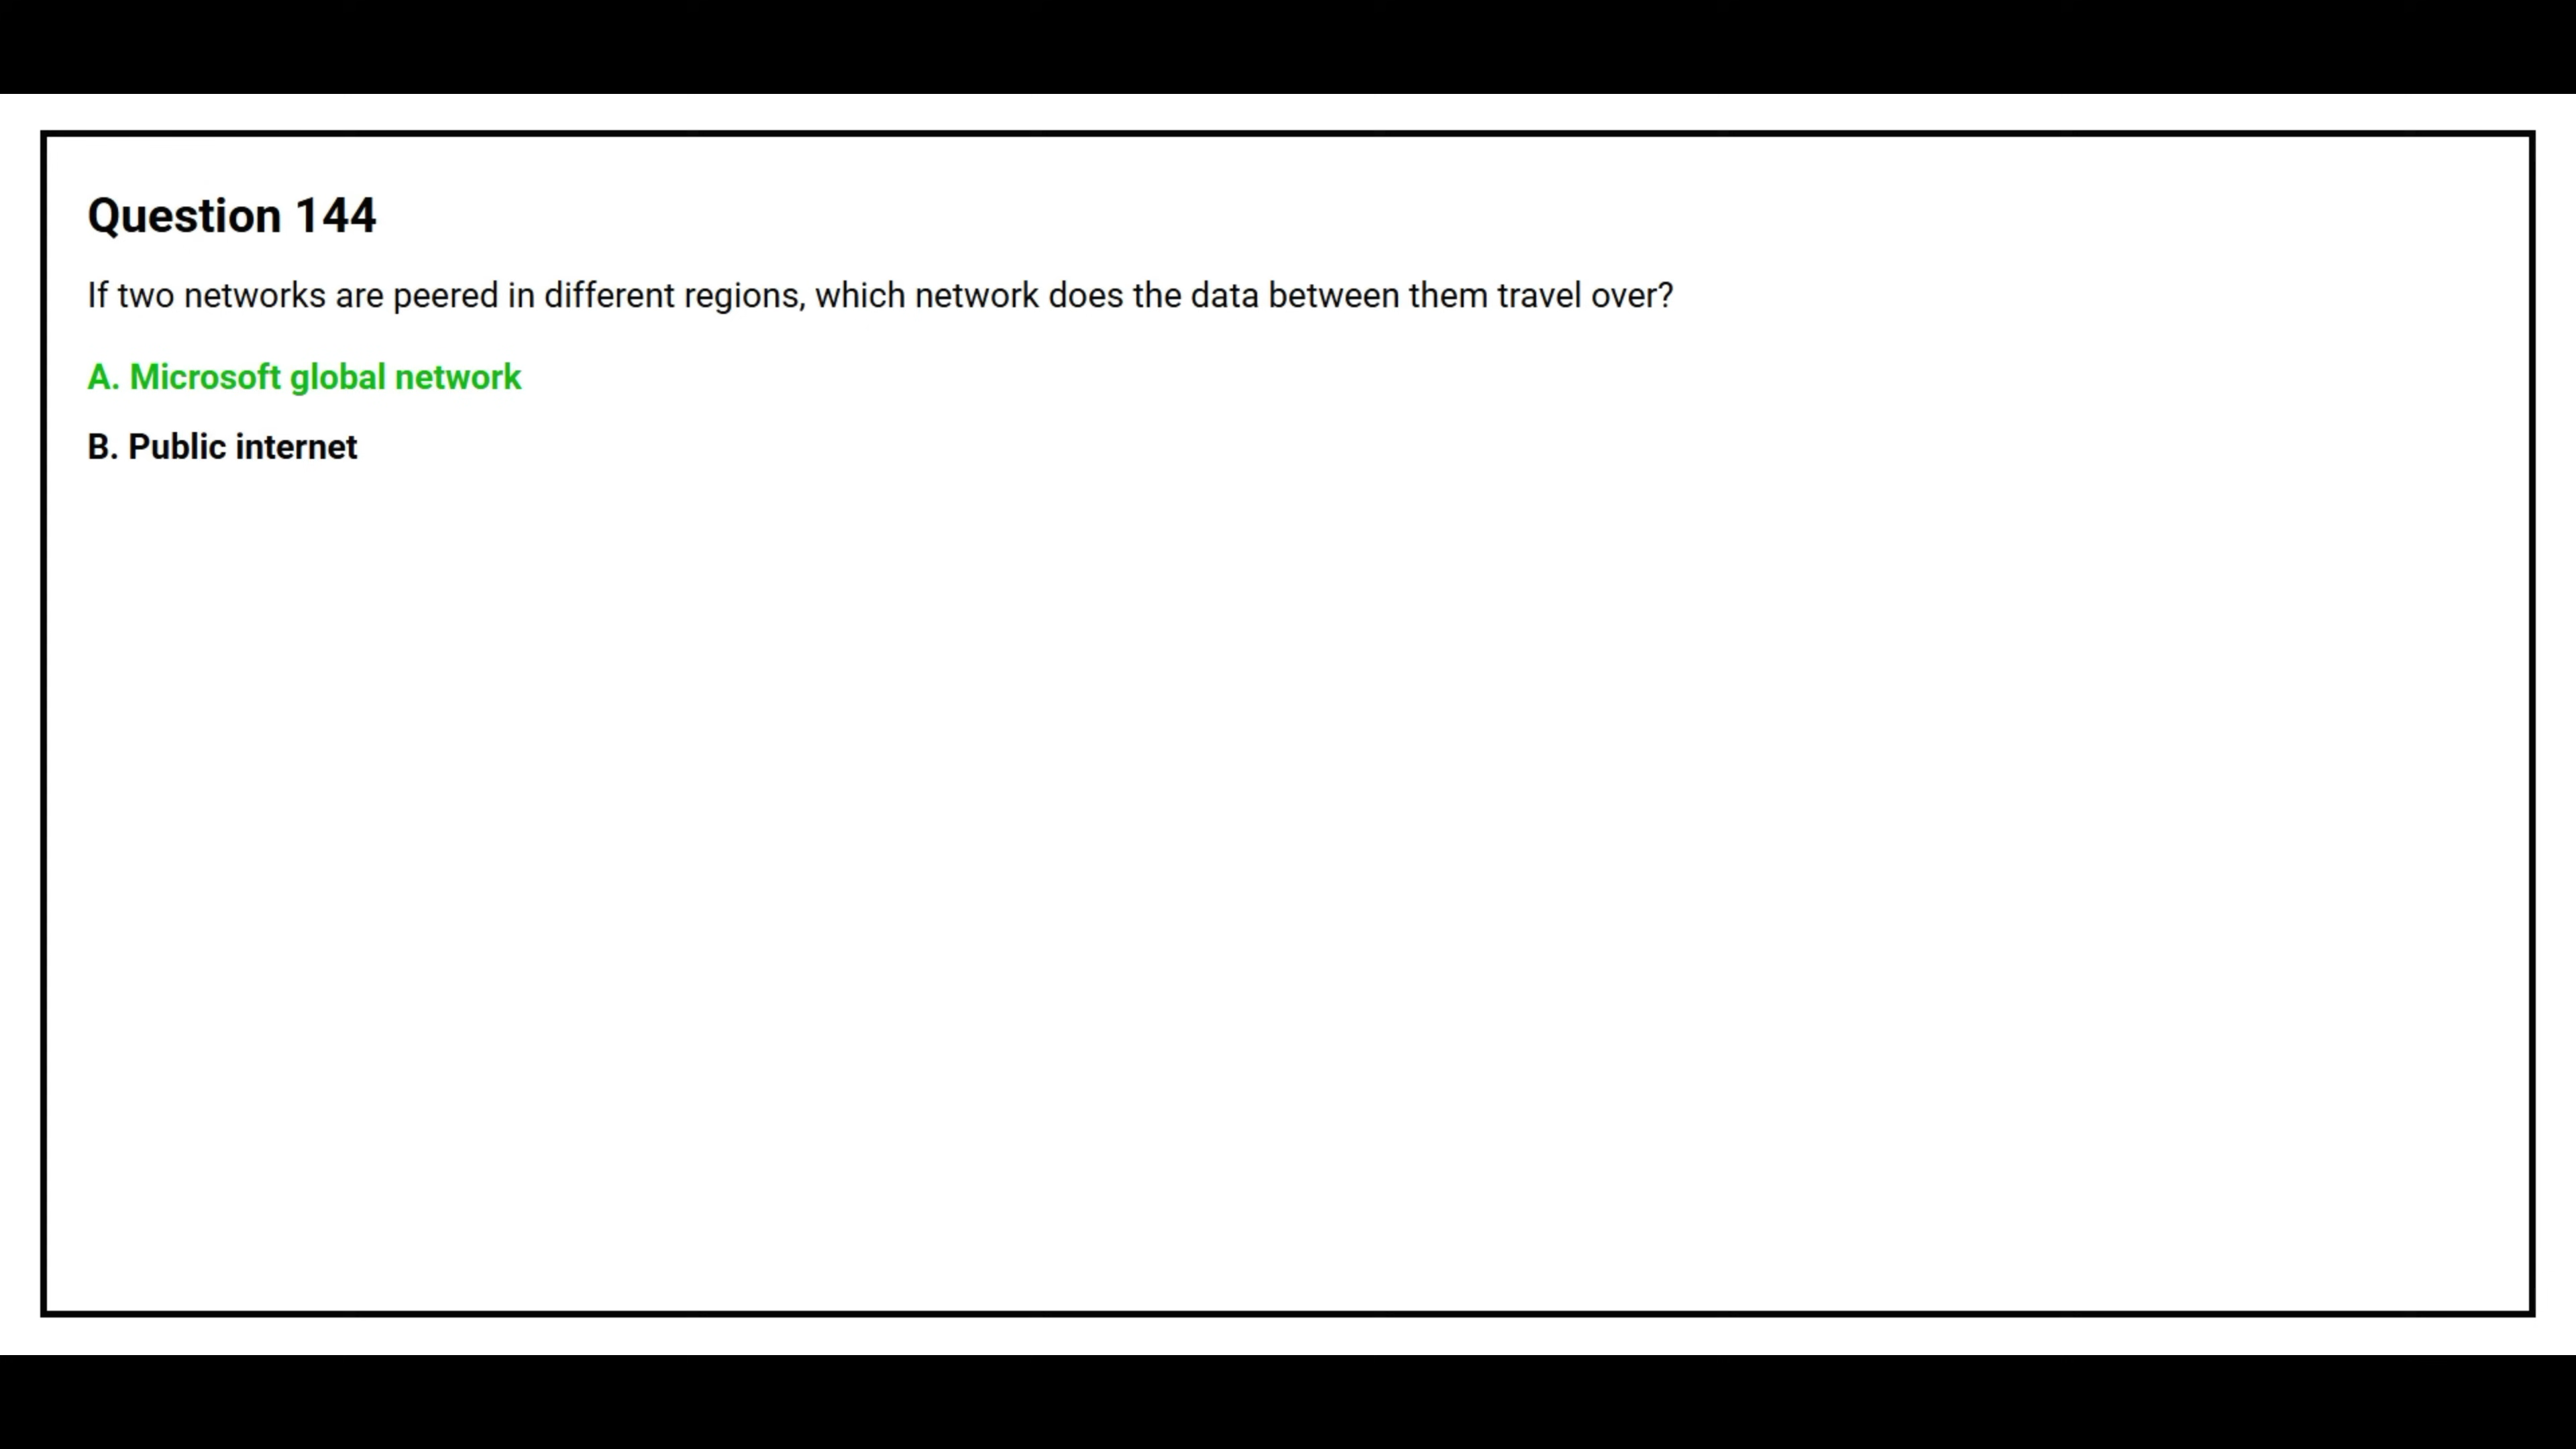 Question 144
If two networks are peered in different regions, which network does the data between them travel over?
A. Microsoft global network
B. Public internet